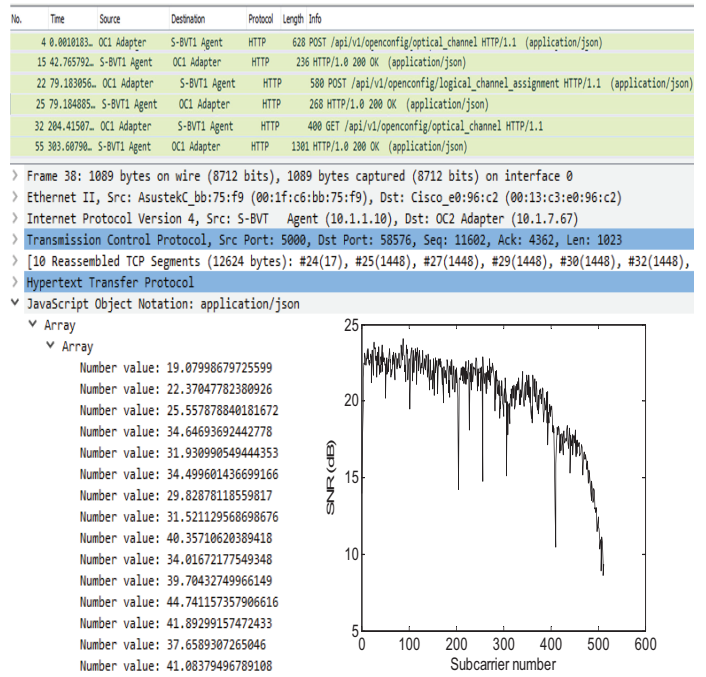 No. Time Source Destination Protocol Length Info
4 0.0010183… OC1 Adapter S-BVT1 Agent HTTP 628 POST /api/v1/openconfig/optical_channel HTTP/1.1 (application/json)
15 42.765792… S-BVT1 Agent OC1 Adapter HTTP 236 HTTP/1.0 200 OK (application/json)
22 79.183056… OC1 Adapter S-BVT1 Agent HTTP 580 POST /api/v1/openconfig/logical_channel_assignment HTTP/1.1 (application/json)
25 79.184885… S-BVT1 Agent OC1 Adapter HTTP 268 HTTP/1.0 200 OK (application/json)
32 204.41507… OC1 Adapter S-BVT1 Agent HTTP 400 GET /api/v1/openconfig/optical_channel HTTP/1.1
55 303.60790… S-BVT1 Agent OC1 Adapter HTTP 1301 HTTP/1.0 200 OK (application/json)
Frame 38: 1089 bytes on wire (8712 bits), 1089 bytes captured (8712 bits) on interface 0
Ethernet II, Src: AsustekC_bb:75:f9 (00:1f:c6:bb:75:f9), Dst: Cisco_e0:96:c2 (00:13:c3:e0:96:c2)
Internet Protocol Version 4, Src: S-BVT Agent (10.1.1.10), Dst: OC2 Adapter (10.1.7.67)
Transmission Control Protocol, Src Port: 5000, Dst Port: 58576, Seq: 11602, Ack: 4362, Len: 1023
[10 Reassembled TCP Segments (12624 bytes): #24(17), #25(1448), #27(1448), #29(1448), #30(1448), #32(1448),
Hypertext Transfer Protocol
JavaScript Object Notation: application/json
Array
Array
Number value: 19.07998679725599
Number value: 22.37047782380926
Number value: 25.557878840181672
Number value: 34.64693692442778
Number value: 31.930990549444353
Number value: 34.499601436699166
Number value: 29.82878118559817
Number value: 31.521129568698676
Number value: 40.35710620389418
Number value: 34.01672177549348
Number value: 39.70432749966149
Number value: 44.741157357906616
Number value: 41.89299157472433
Number value: 37.6589307265046
Number value: 41.08379496789108
25
20
15
10
5
SNR (dB)
0 100 200 300 400 500 600
Subcarrier number